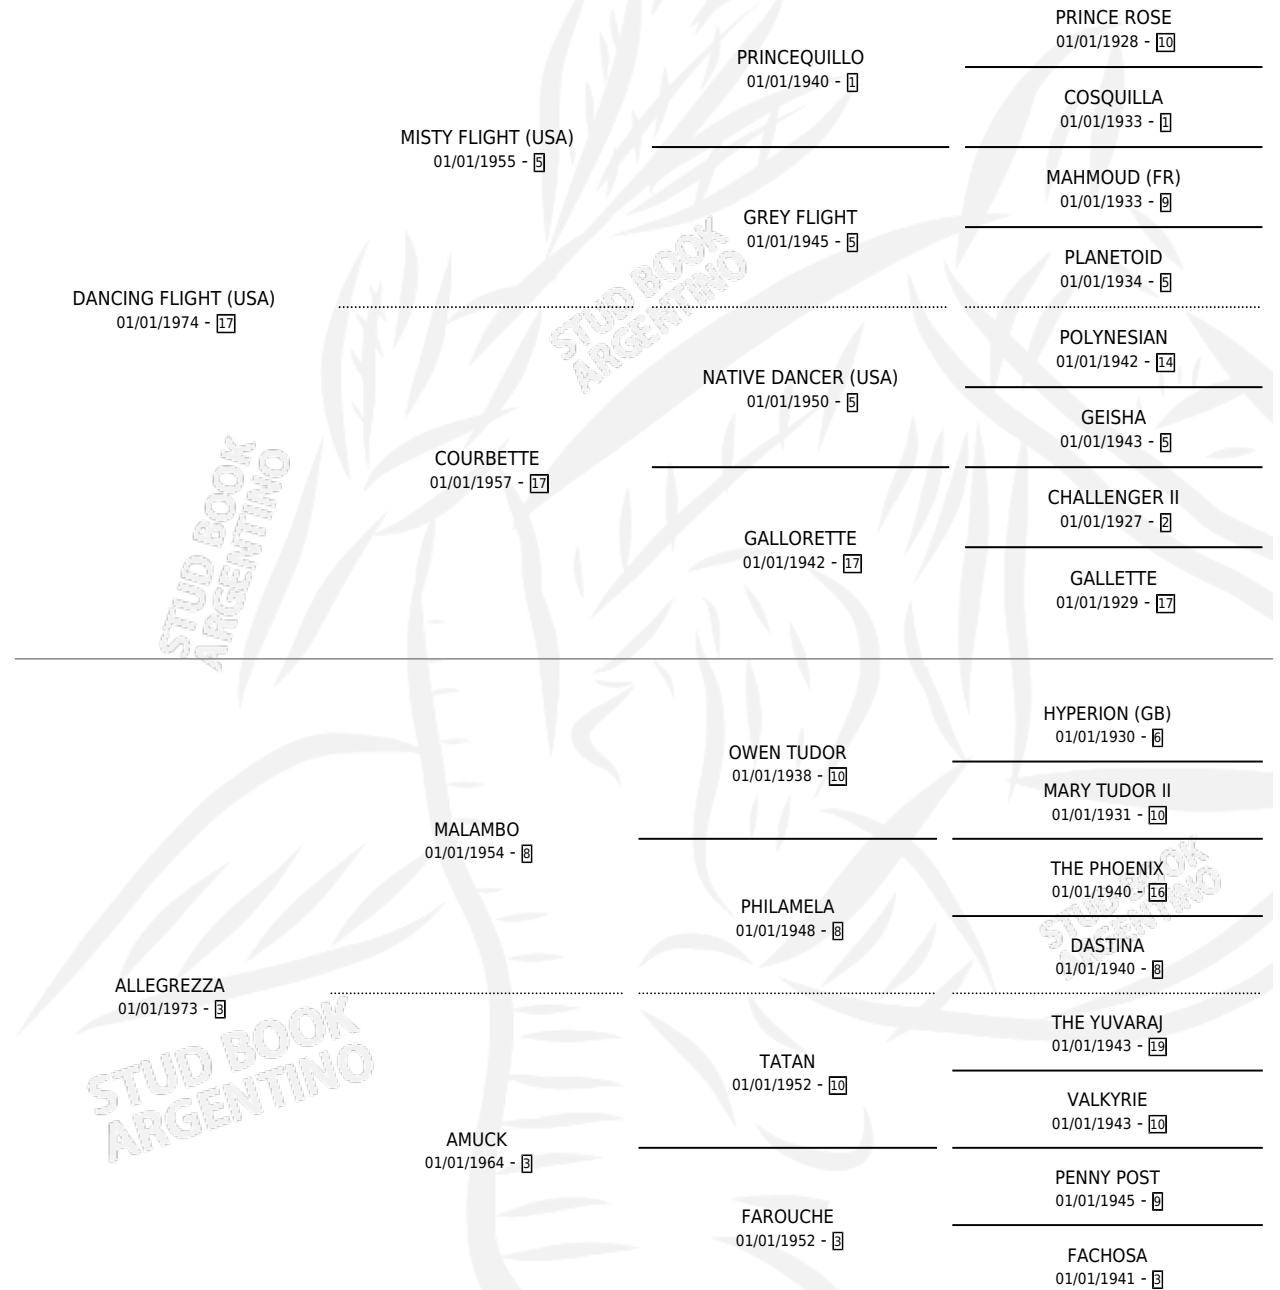 PRINCE ROSE
01/01/1928 - 10
PRINCEQUILLO
01/01/1940 - 1
COSQUILLA
01/01/1933 - 1
MISTY FLIGHT (USA)
01/01/1955 - 5
MAHMOUD (FR)
01/01/1933 - 9
GREY FLIGHT
01/01/1945 - 5
PLANETOID
01/01/1934 - 5
DANCING FLIGHT (USA)
01/01/1974 - 17
POLYNESIAN
01/01/1942 - 14
NATIVE DANCER (USA)
01/01/1950 - 5
GEISHA
01/01/1943 - 5
COURBETTE
01/01/1957 - 17
CHALLENGER II
01/01/1927 - 2
GALLORETTE
01/01/1942 - 17
GALLETTE
01/01/1929 - 17
HYPERION (GB)
01/01/1930 - 6
OWEN TUDOR
01/01/1938 - 10
MARY TUDOR II
01/01/1931 - 10
MALAMBO
01/01/1954 - 8
THE PHOENIX
01/01/1940 - 16
PHILAMELA
01/01/1948 - 8
DASTINA
01/01/1940 - 8
ALLEGREZZA
01/01/1973 - 3
THE YUVARAJ
01/01/1943 - 19
TATAN
01/01/1952 - 10
VALKYRIE
01/01/1943 - 10
AMUCK
01/01/1964 - 3
PENNY POST
01/01/1945 - 9
FAROUCHE
01/01/1952 - 3
FACHOSA
01/01/1941 - 3
STUD BOOK
ARGENTINO
STUD BOOK
ARGENTINO
STUD BOOK
ARGENTINO
STUD BOOK
ARGENTINO